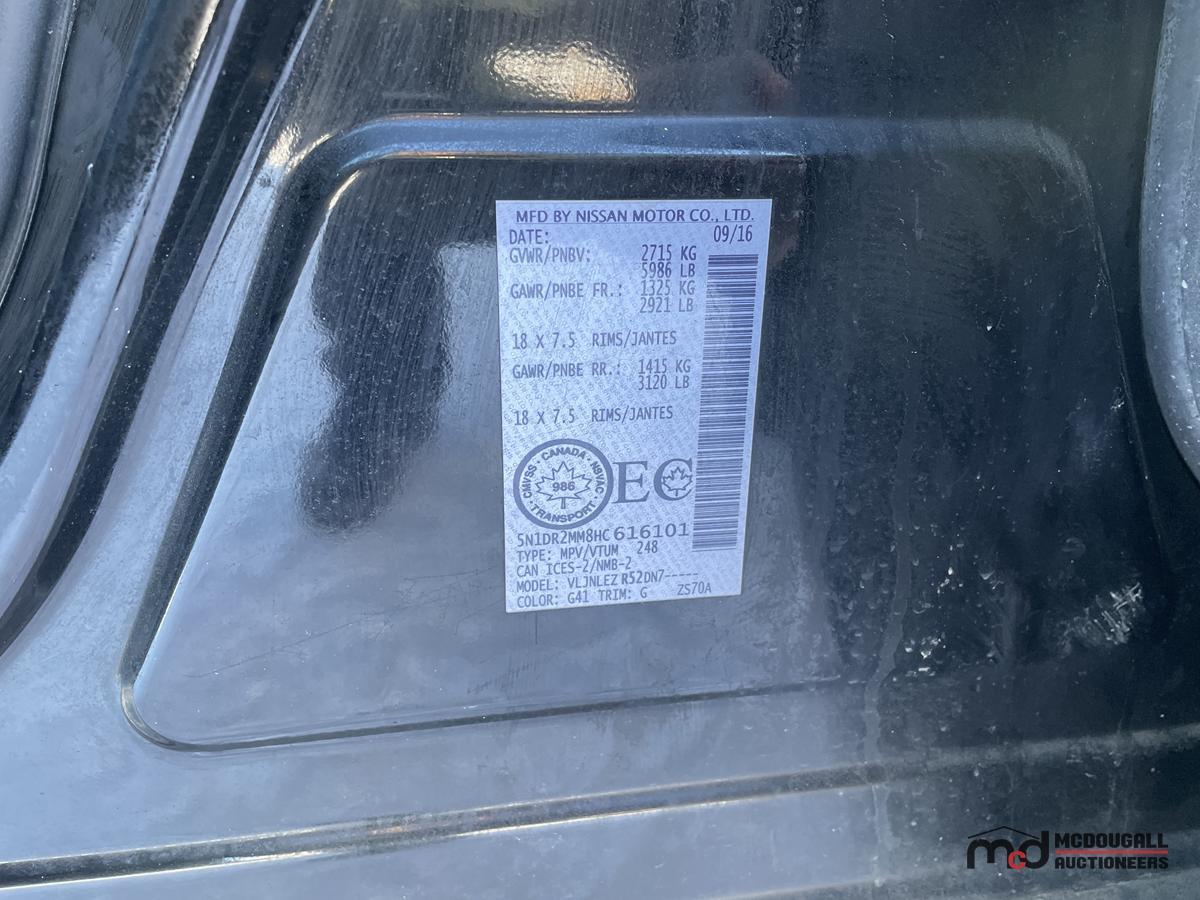 MFD BY NISSAN MOTOR CO., LTD.
DATE: 09/16
GVWR/PNBV: 2715 KG
5986 LB
GAWR/PNBE FR.: 1325 KG
2921 LB
18 X 7.5 RIMS/JANTES
GAWR/PNBE RR.: 1415 KG
3120 LB
18 X 7.5 RIMS/JANTES
CMVSS · CANADA · NSVAC
986
· TRANSPORT ·
EC
5N1DR2MM8HC616101
TYPE: MPV/VTUM 248
CAN ICES-2/NMB-2
MODEL: VLJNLEZ R52DN7-----
COLOR: G41 TRIM: G ZS70A
mcd MCDOUGALL
AUCTIONEERS